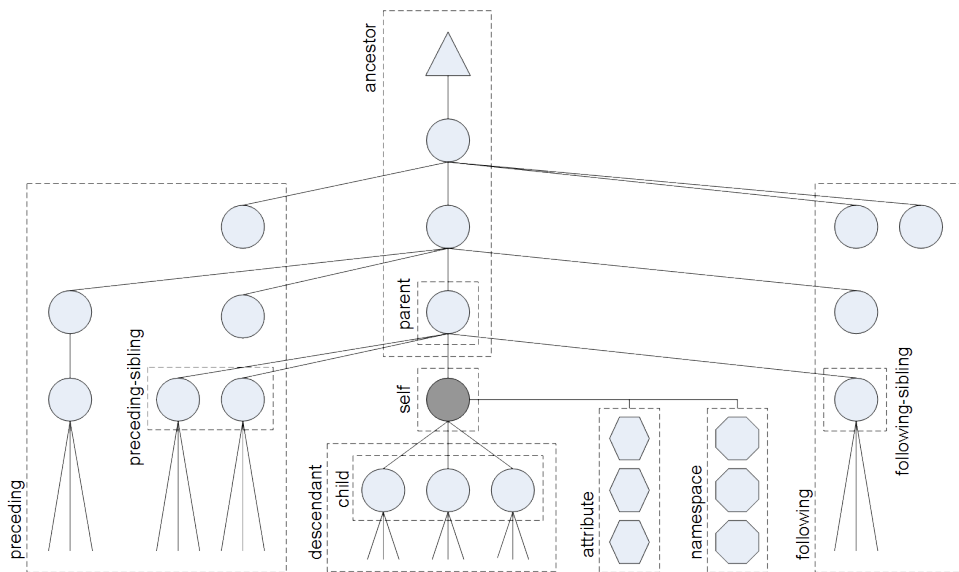 ancestor
parent
preceding-sibling
self
following-sibling
preceding
descendant
child
attribute
namespace
following